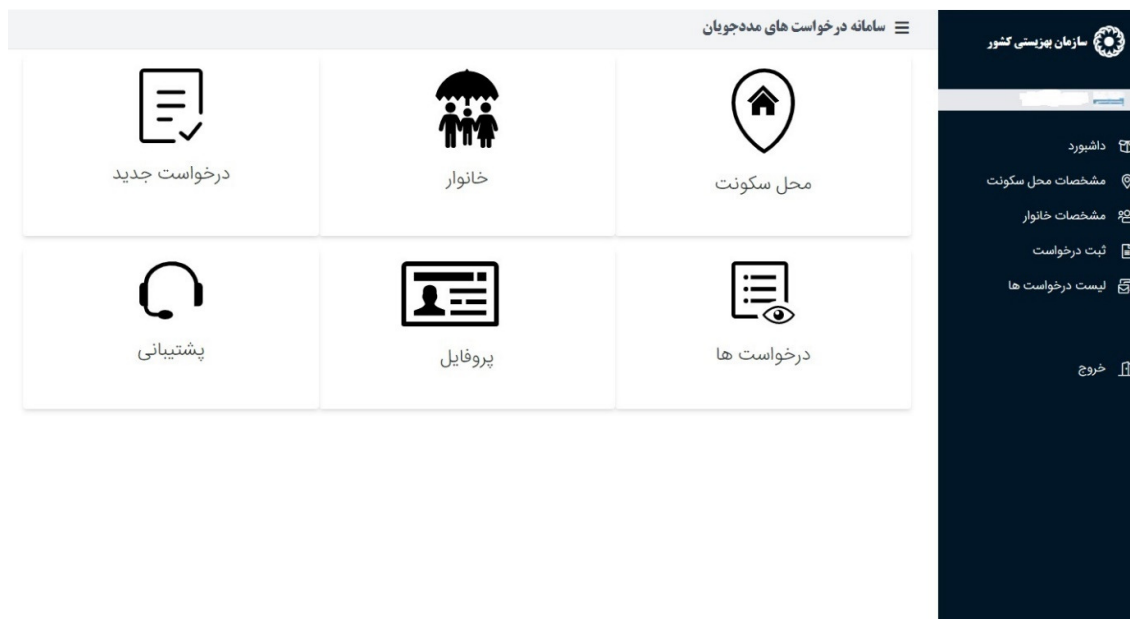 سازمان بهزیستی کشور
داشبورد
مشخصات محل سکونت
مشخصات خانوار
ثبت درخواست
لیست درخواست ها
خروج
سامانه درخواست های مددجویان
محل سکونت
خانوار
درخواست جدید
درخواست ها
پروفایل
پشتیبانی